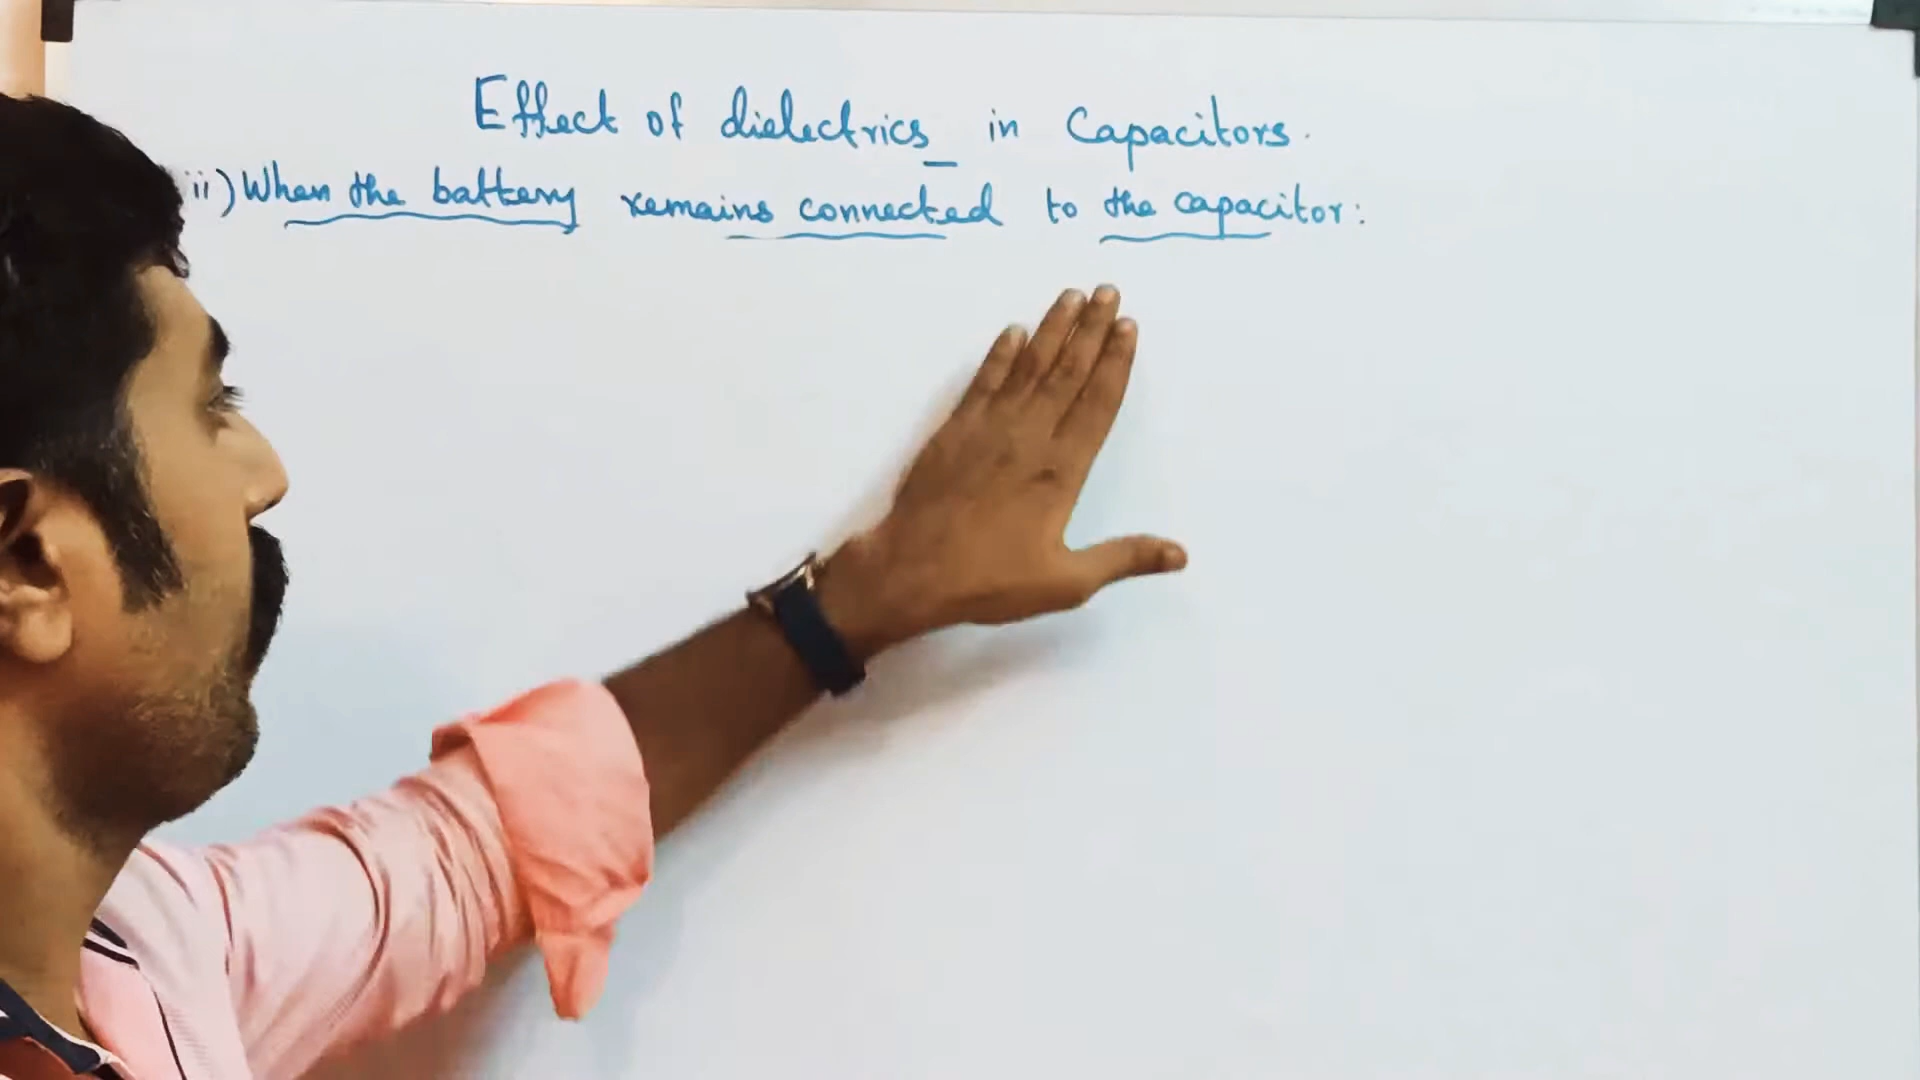 Effect of dielectrics in Capacitors.
ii) When the battery remains connected to the capacitor: